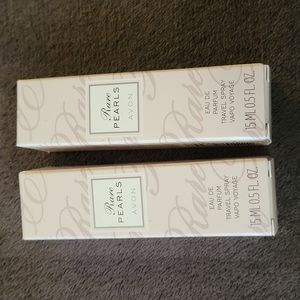 Rare
PEARLS
AVON
EAU DE
PARFUM
TRAVEL SPRAY
VAPO VOYAGE
15 ML 0.5 FL. OZ.
Rare
PEARLS
AVON
EAU DE
PARFUM
TRAVEL SPRAY
VAPO VOYAGE
15 ML 0.5 FL. OZ.